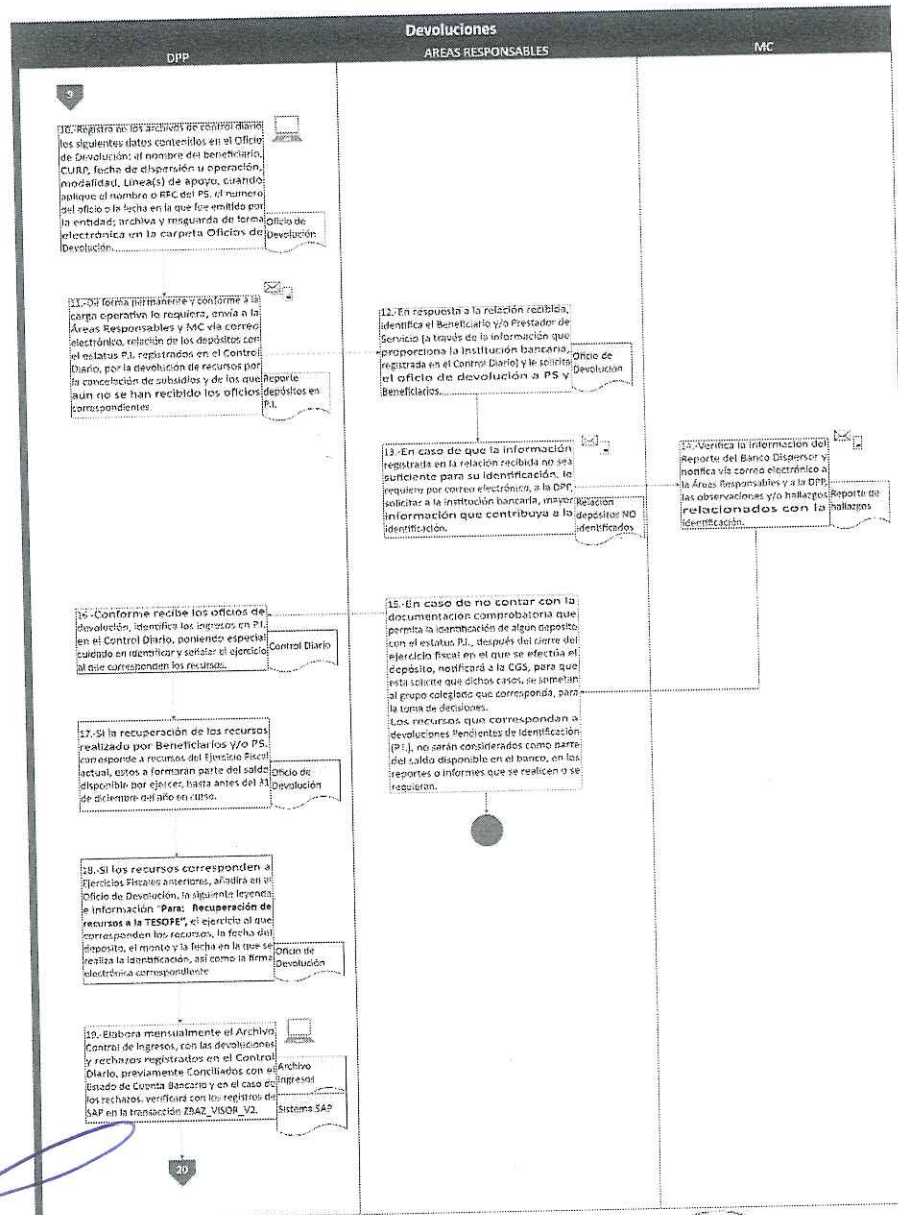 Devoluciones
DPP
AREAS RESPONSABLES
MC
9
10.-Registra en los archivos de control diario
los siguientes datos contenidos en el Oficio
de Devolución: el nombre del beneficiario,
CURP, fecha de dispersión u operación,
modalidad, Línea(s) de apoyo, cuando
aplique el nombre o RFC del PS, el numero
del oficio o la fecha en la que fue emitido por
la entidad; archiva y resguarda de forma
electrónica en la carpeta Oficios de
Devolución.
Oficio de
Devolución
11.-De forma permanente y conforme a la
carga operativa lo requiera, envía a la
Áreas Responsables y MC vía correo
electrónico, relación de los depósitos con
el estatus P.I. registrados en el Control
Diario, por la devolución de recursos por
la cancelación de subsidios y de los que
aún no se han recibido los oficios
correspondientes.
Reporte
depósitos en
P.I.
12.-En respuesta a la relación recibida,
identifica el Beneficiario y/o Prestador de
Servicio (a través de la información que
proporciona la Institución bancaria,
registrada en el Control Diario) y le solicita
el oficio de devolución a PS y
Beneficiarios.
Oficio de
Devolución
13.-En caso de que la información
registrada en la relación recibida no sea
suficiente para su identificación, le
requiere por correo electrónico, a la DPP,
solicitar a la institución bancaria, mayor
información que contribuya a la
identificación.
Relación
depósitos NO
identificados
14.-Verifica la información del
Reporte del Banco Dispersor y
notifica vía correo electrónico a
la Áreas Responsables y a la DPP,
las observaciones y/o hallazgos
relacionados con la
identificación.
Reporte de
hallazgos
15.-En caso de no contar con la
documentación comprobatoria que
permita la identificación de algún deposito
con el estatus P.I., después del cierre del
ejercicio fiscal en el que se efectúa el
depósito, notificará a la CGS, para que
esta solicite que dichos casos, se sometan
al grupo colegiado que corresponda, para
la toma de decisiones.
Los recursos que correspondan a
devoluciones Pendientes de Identificación
(P.I.), no serán considerados como parte
del saldo disponible en el banco, en los
reportes o informes que se realicen o se
requieran.
16.-Conforme recibe los oficios de
devolución, identifica los ingresos en P.I.
en el Control Diario, poniendo especial
cuidado en identificar y señalar el ejercicio
al que corresponden los recursos.
Control Diario
17.-Si la recuperación de los recursos
realizado por Beneficiarios y/o PS,
corresponde a recursos del Ejercicio Fiscal
actual, estos a formaran parte del saldo
disponible por ejercer, hasta antes del 31
de diciembre del año en curso.
Oficio de
Devolución
18.-Si los recursos corresponden a
Ejercicios Fiscales anteriores, añadirá en el
Oficio de Devolución, la siguiente leyenda
e información "Para: Recuperación de
recursos a la TESOFE", el ejercicio al que
corresponden los recursos, la fecha del
deposito, el monto y la fecha en la que se
realiza la identificación, así como la firma
electrónica correspondiente
Oficio de
Devolución
19.-Elabora mensualmente el Archivo
Control de Ingresos, con las devoluciones
y rechazos registrados en el Control
Diario, previamente Conciliados con el
Estado de Cuenta Bancario y en el caso de
los rechazos, verificará con los registros de
SAP en la transacción ZBAZ_VISOR_V2.
Archivo
Ingresos
Sistema SAP
20